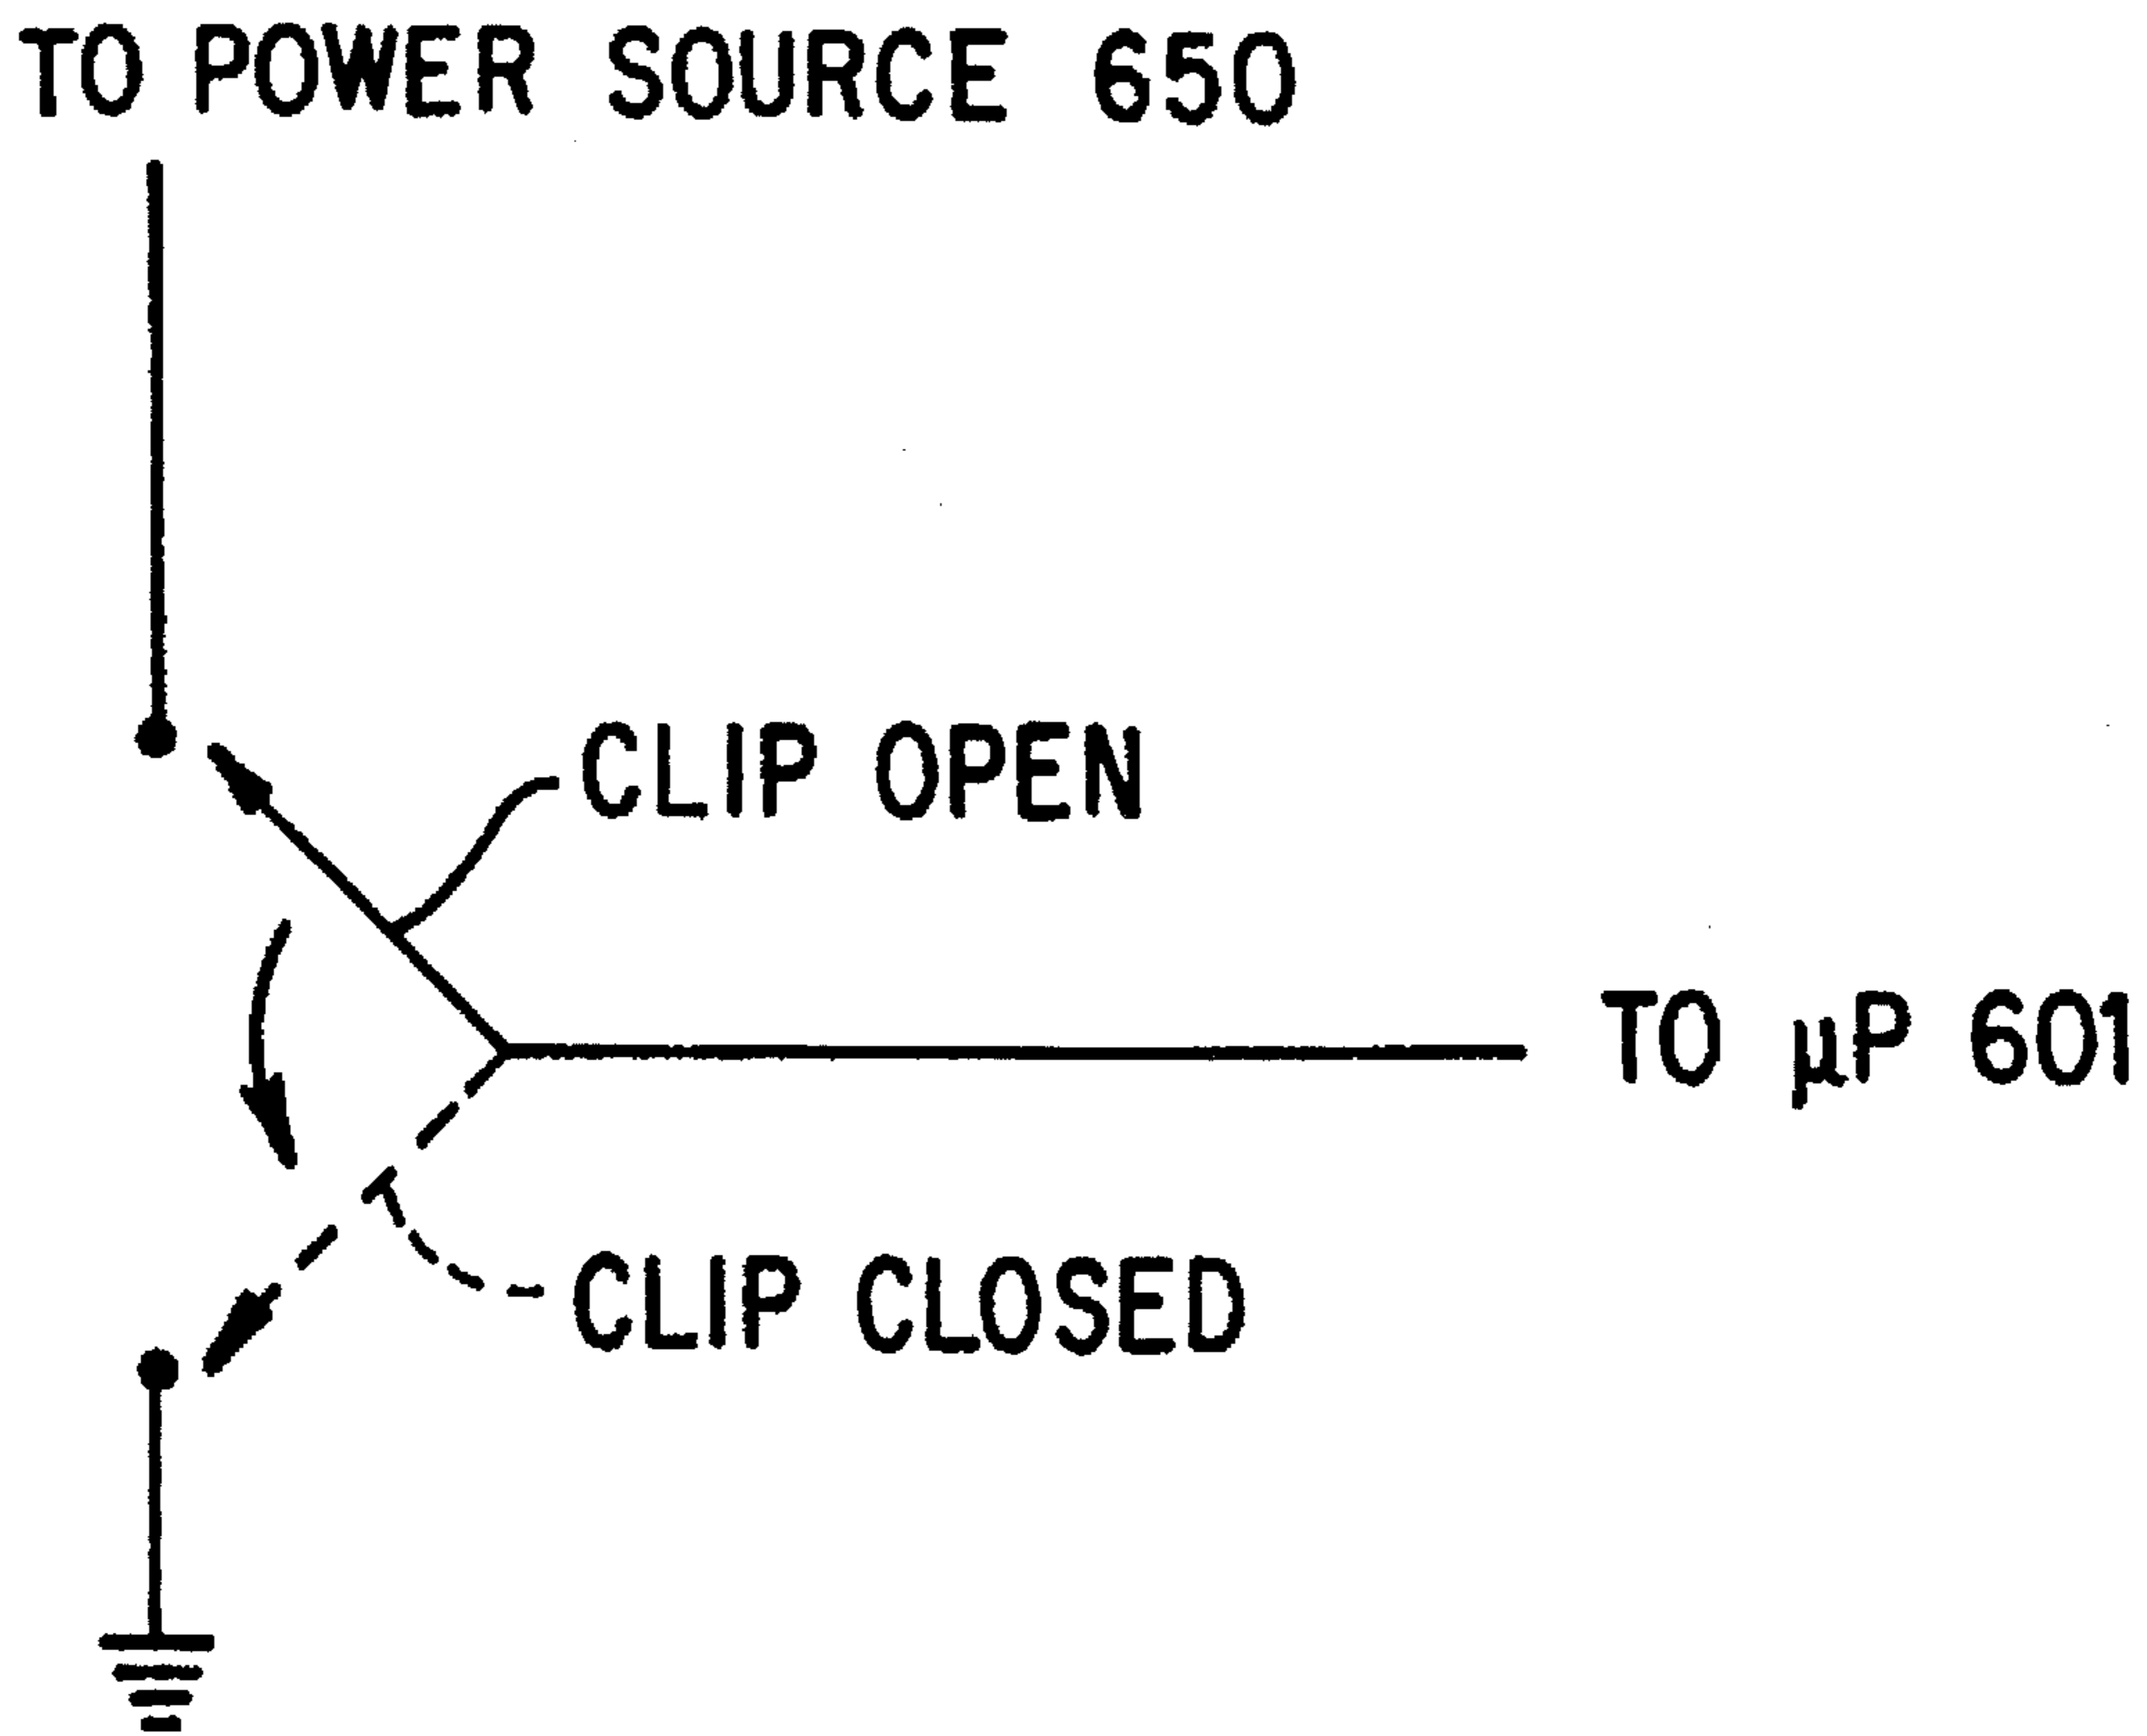 TO POWER SOURCE 650
CLIP OPEN
TO µP 601
CLIP CLOSED